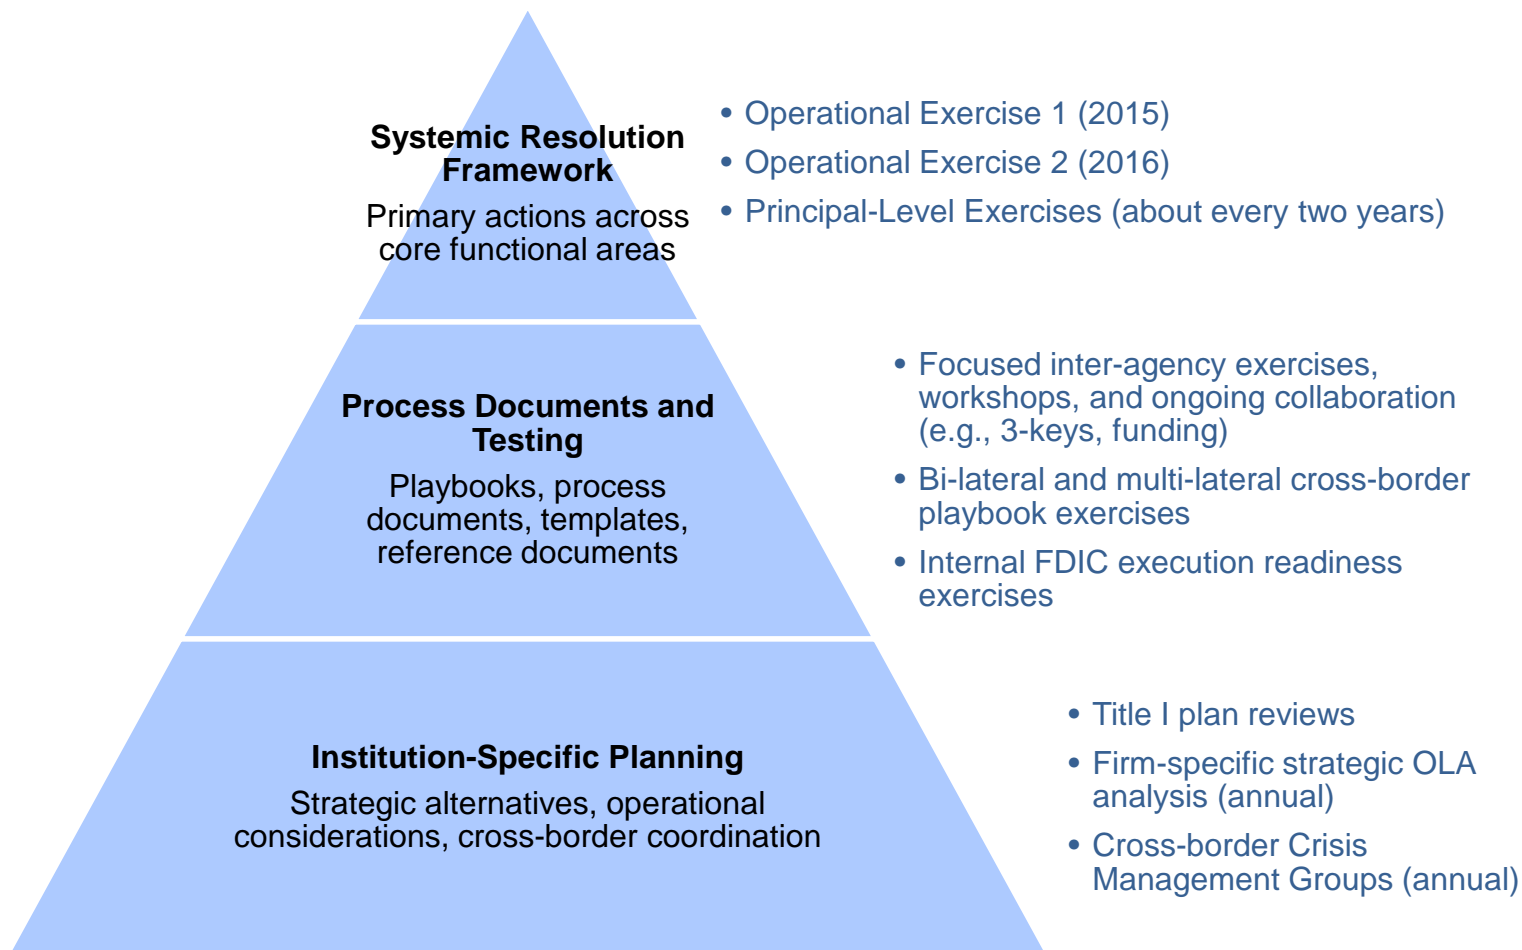 Systemic Resolution
Framework
Primary actions across
core functional areas
• Operational Exercise 1 (2015)
• Operational Exercise 2 (2016)
• Principal-Level Exercises (about every two years)
Process Documents and
Testing
Playbooks, process
documents, templates,
reference documents
• Focused inter-agency exercises,
workshops, and ongoing collaboration
(e.g., 3-keys, funding)
• Bi-lateral and multi-lateral cross-border
playbook exercises
• Internal FDIC execution readiness
exercises
Institution-Specific Planning
Strategic alternatives, operational
considerations, cross-border coordination
• Title I plan reviews
• Firm-specific strategic OLA
analysis (annual)
• Cross-border Crisis
Management Groups (annual)